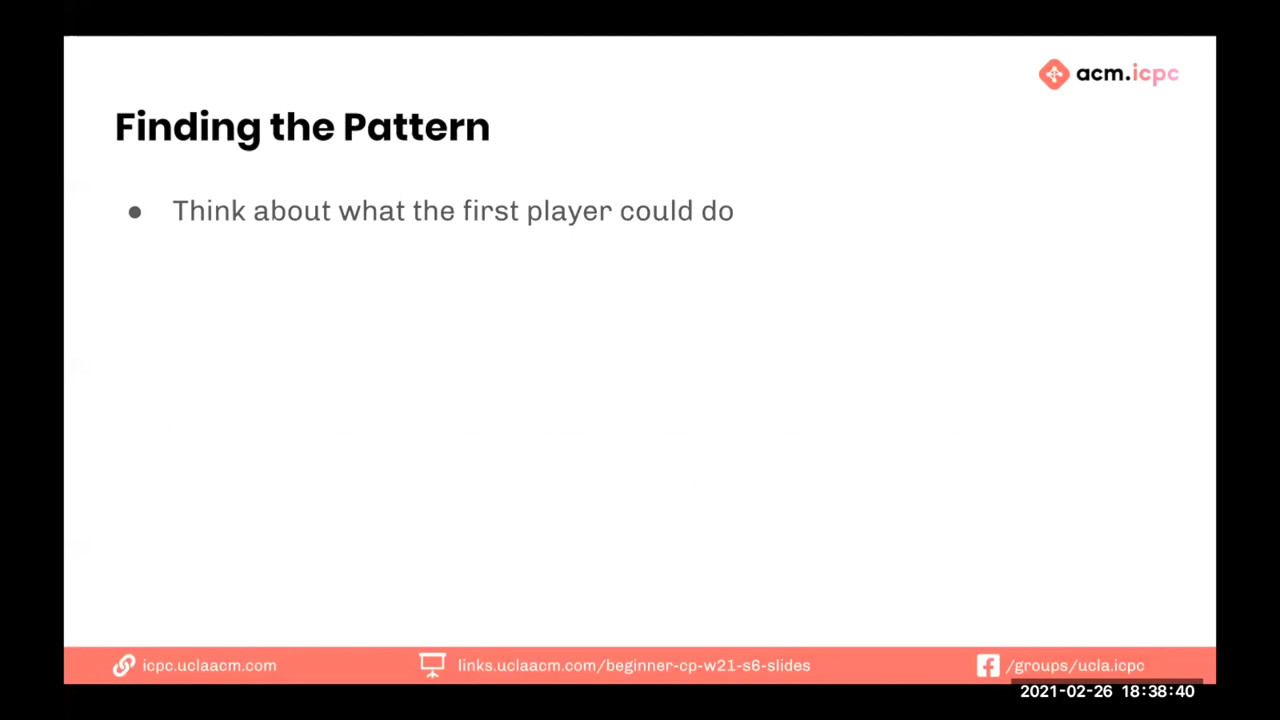 acm.icpc
Finding the Pattern
● Think about what the first player could do
icpc.uclaacm.com
links.uclaacm.com/beginner-cp-w21-s6-slides
/groups/ucla.icpc
2021-02-26 18:38:40